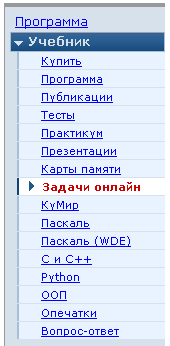 Программа
Учебник
Купить
Программа
Публикации
Тесты
Практикум
Презентации
Карты памяти
Задачи онлайн
КуМир
Паскаль
Паскаль (WDE)
С и С++
Python
ООП
Опечатки
Вопрос-ответ